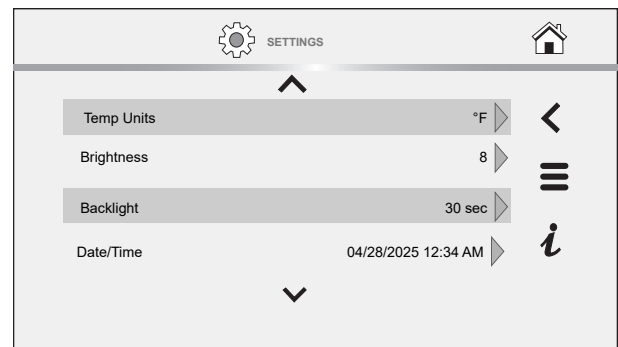 SETTINGS
Temp Units °F
Brightness 8
Backlight 30 sec
Date/Time 04/28/2025 12:34 AM
i